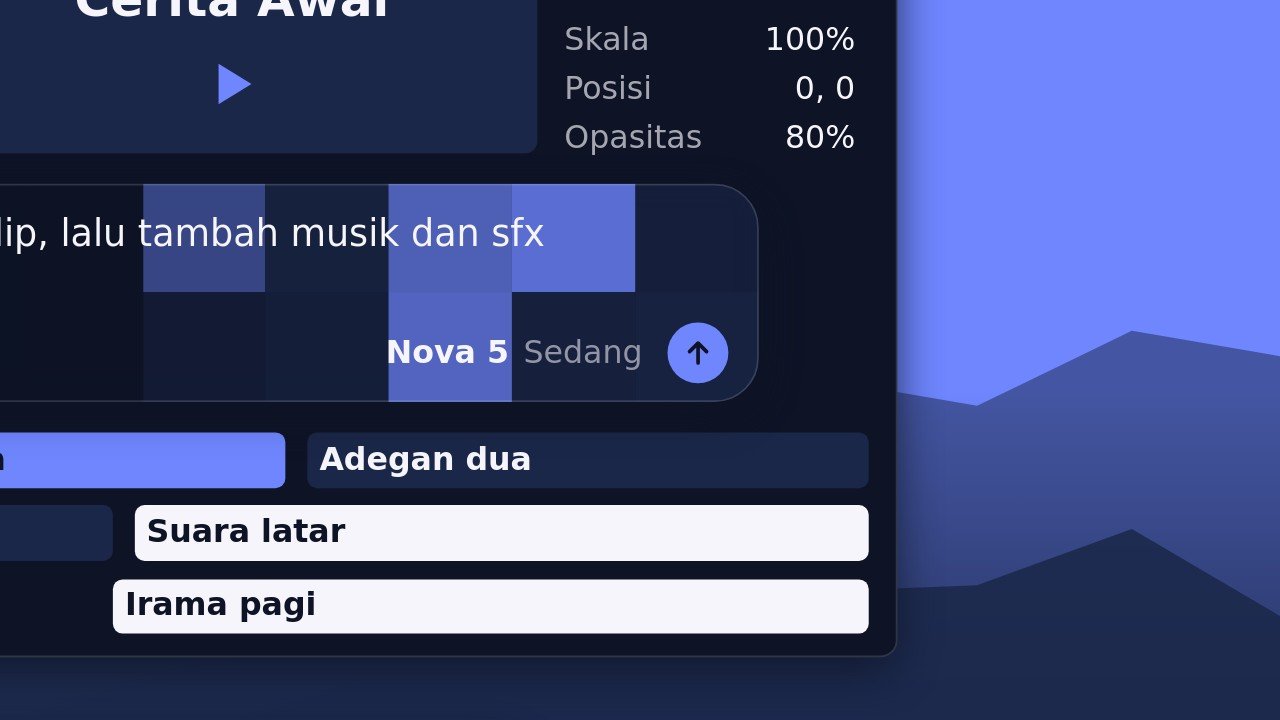 Cerita Awal
Skala 100%
Posisi 0, 0
Opasitas 80%
lalu tambah musik dan sfx
Nova 5 Sedang
Adegan dua
Suara latar
Irama pagi